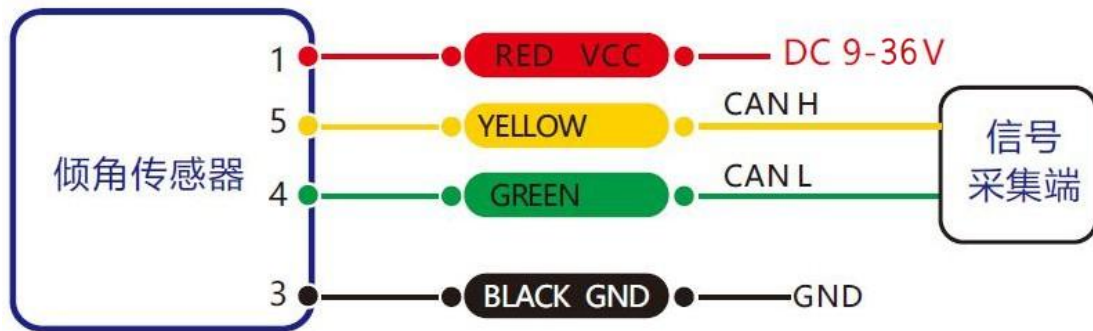 倾角传感器
1 RED VCC DC 9-36V
5 YELLOW CAN H
4 GREEN CAN L
3 BLACK GND GND
信号
采集端